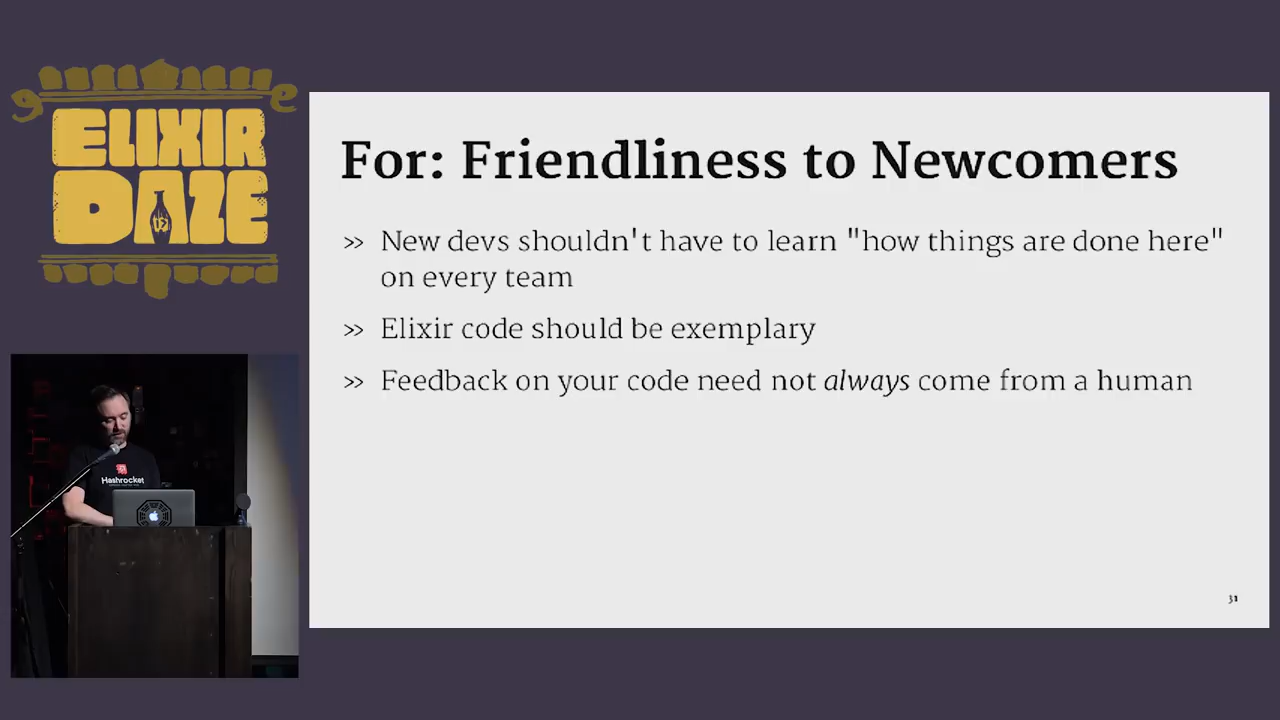 ELIXIR
DAZE
For: Friendliness to Newcomers
>> New devs shouldn't have to learn "how things are done here"
on every team
>> Elixir code should be exemplary
>> Feedback on your code need not always come from a human
Hashrocket
31